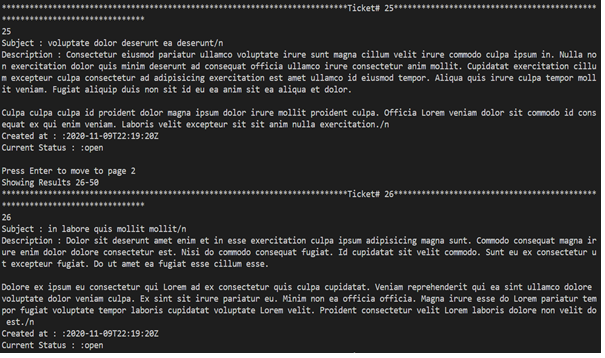 **************************************************************************Ticket# 25*******************************************
*******************************
25
Subject : voluptate dolor deserunt ea deserunt/n
Description : Consectetur eiusmod pariatur ullamco voluptate irure sunt magna cillum velit irure commodo culpa ipsum in. Nulla no
n exercitation dolor quis minim deserunt ad consequat officia ullamco irure consectetur anim mollit. Cupidatat exercitation cillu
m excepteur culpa consectetur ad adipisicing exercitation est amet ullamco id eiusmod tempor. Aliqua quis irure culpa tempor moll
it veniam. Fugiat aliquip duis non sit id eu ea anim sit ea aliqua et dolor.
Culpa culpa culpa id proident dolor magna ipsum dolor irure mollit proident culpa. Officia Lorem veniam dolor sit commodo id cons
equat ex qui enim veniam. Laboris velit excepteur sit sit anim nulla exercitation./n
Created at : :2020-11-09T22:19:20Z
Current Status : :open
Press Enter to move to page 2
Showing Results 26-50
**************************************************************************Ticket# 26*******************************************
*******************************
26
Subject : in labore quis mollit mollit/n
Description : Dolor sit deserunt amet enim et in esse exercitation culpa ipsum adipisicing magna sunt. Commodo consequat magna ir
ure enim dolor dolore consectetur est. Nisi do commodo consequat fugiat. Id cupidatat sit velit commodo. Sunt eu ex consectetur u
t excepteur fugiat. Do ut amet ea fugiat esse cillum esse.
Dolore ex ipsum eu consectetur qui Lorem ad ex consectetur quis culpa cupidatat. Veniam reprehenderit qui ea sint ullamco dolore
voluptate dolor veniam culpa. Ex sint sit irure pariatur eu. Minim non ea officia officia. Magna irure esse do Lorem pariatur tem
por fugiat voluptate tempor laboris cupidatat voluptate Lorem velit. Proident consectetur velit Lorem laboris dolore non velit do
 est./n
Created at : :2020-11-09T22:19:20Z
Current Status : :open